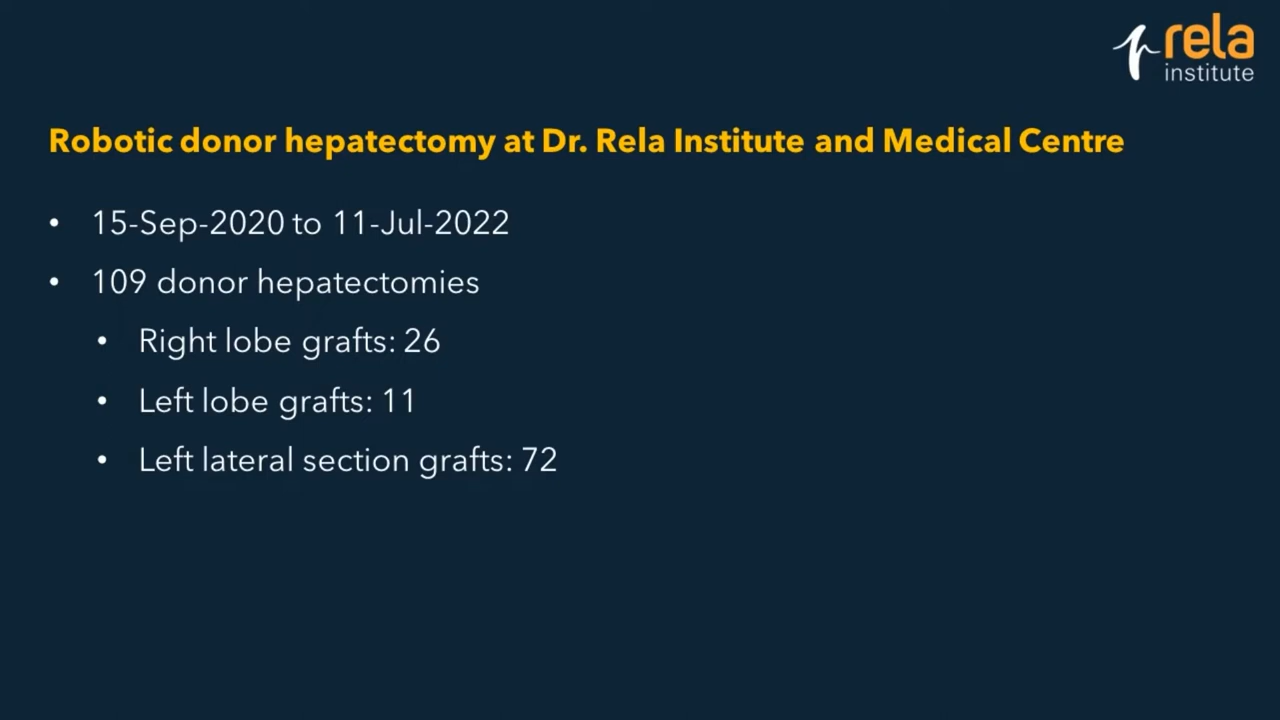 rela
institute
Robotic donor hepatectomy at Dr. Rela Institute and Medical Centre
• 15-Sep-2020 to 11-Jul-2022
• 109 donor hepatectomies
• Right lobe grafts: 26
• Left lobe grafts: 11
• Left lateral section grafts: 72